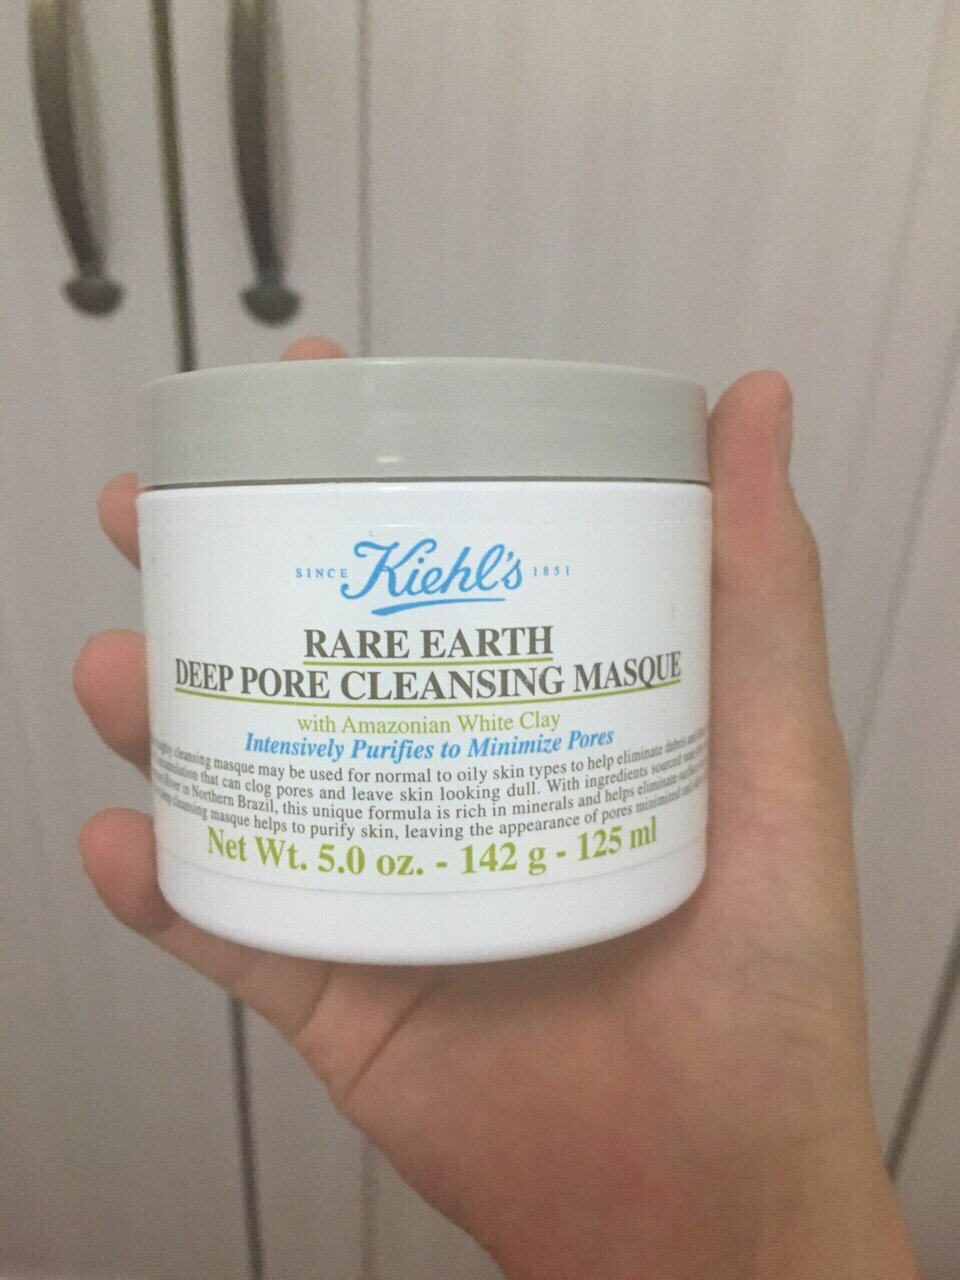 SINCE Kiehl's 1851
RARE EARTH
DEEP PORE CLEANSING MASQUE
with Amazonian White Clay
Intensively Purifies to Minimize Pores
cleansing masque may be used for normal to oily skin types to help eliminate debris
that can clog pores and leave skin looking dull. With ingredients sourced
River in Northern Brazil, this unique formula is rich in minerals and helps eliminate
cleansing masque helps to purify skin, leaving the appearance of pores minimized
Net Wt. 5.0 oz. - 142 g - 125 ml